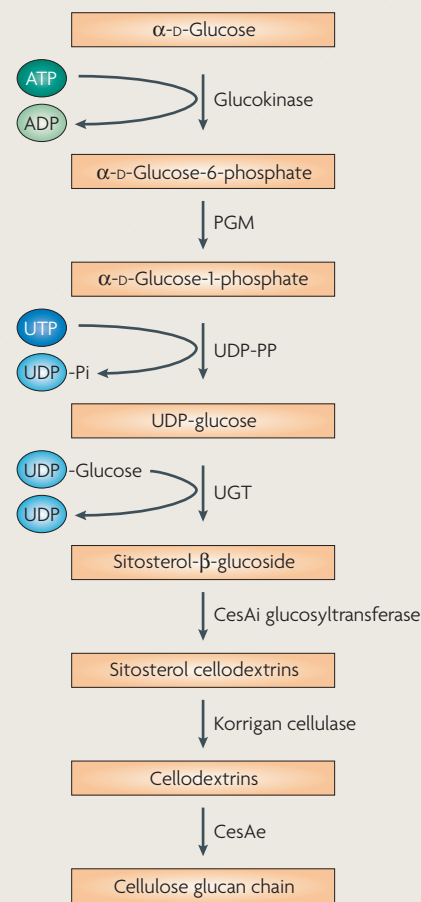 α-D-Glucose
ATP
ADP
Glucokinase
α-D-Glucose-6-phosphate
PGM
α-D-Glucose-1-phosphate
UTP
UDP-Pi
UDP-PP
UDP-glucose
UDP-Glucose
UDP
UGT
Sitosterol-β-glucoside
CesAi glucosyltransferase
Sitosterol cellodextrins
Korrigan cellulase
Cellodextrins
CesAe
Cellulose glucan chain